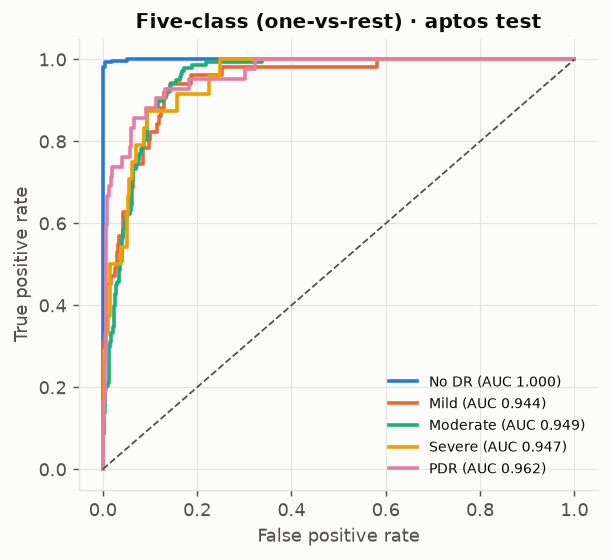 Five-class (one-vs-rest) · aptos test
True positive rate
1.0
0.8
0.6
0.4
0.2
0.0
No DR (AUC 1.000)
Mild (AUC 0.944)
Moderate (AUC 0.949)
Severe (AUC 0.947)
PDR (AUC 0.962)
0.0 0.2 0.4 0.6 0.8 1.0
False positive rate